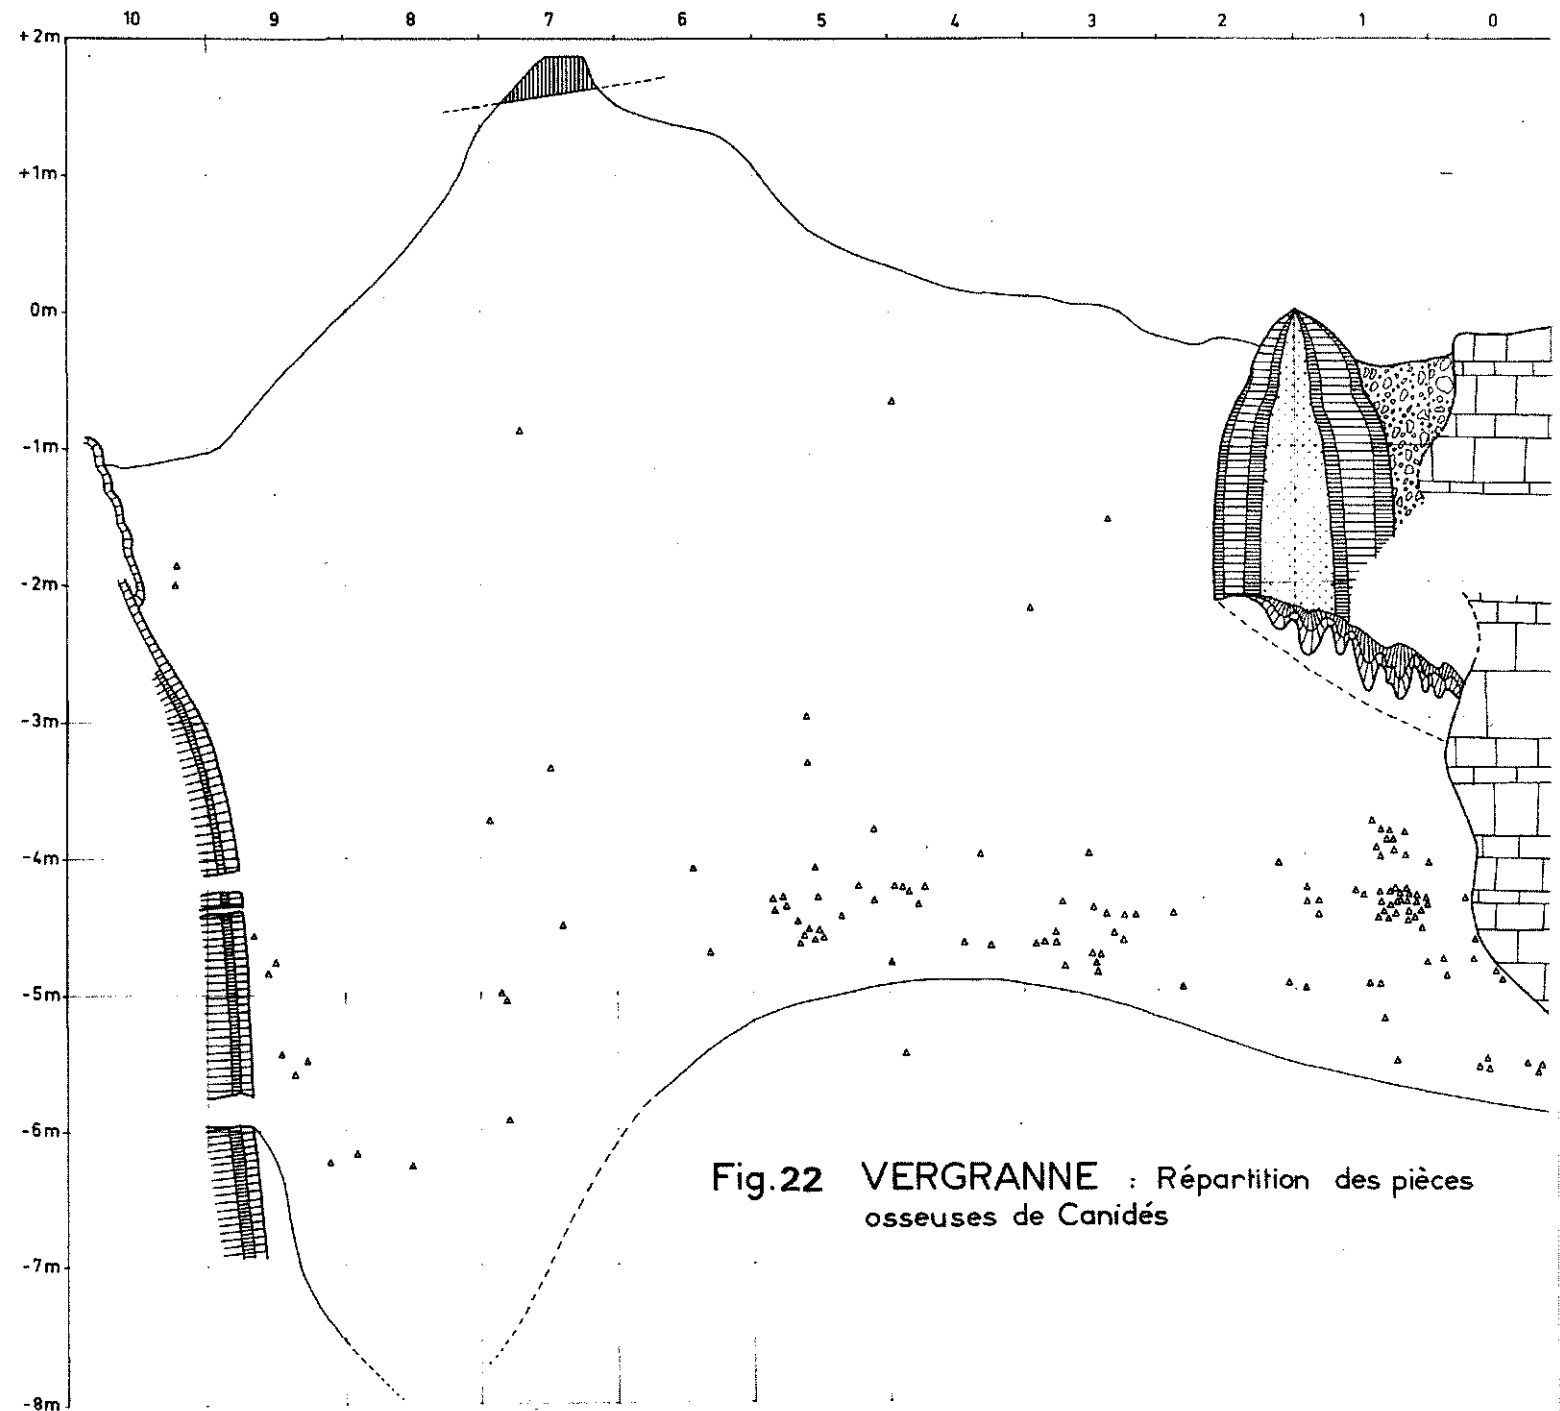 10 9 8 7 6 5 4 3 2 1 0
+2m
+1m
0m
-1m
-2m
-3m
-4m
-5m
-6m
-7m
-8m
Fig.22 VERGRANNE : Répartition des pièces
osseuses de Canidés